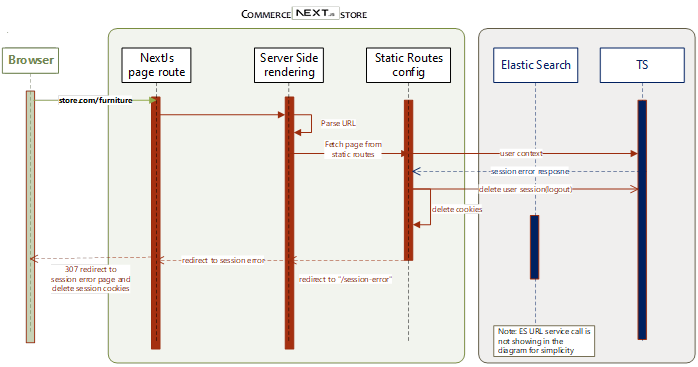 COMMERCE NEXT.JS STORE
Browser
NextJs
page route
Server Side
rendering
Static Routes
config
Elastic Search
TS
store.com/furniture
Parse URL
Fetch page from
static routes
user context
session error resposne
delete user session(logout)
delete cookies
redirect to session error
307 redirect to
session error page and
delete session cookies
redirect to "/session-error"
Note: ES URL service call is
not showing in the
diagram for simplicity